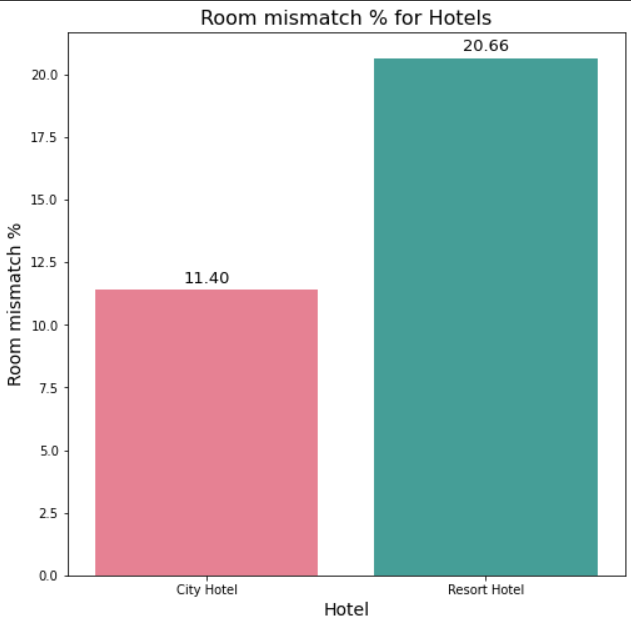 Room mismatch % for Hotels
20.66
11.40
20.0
17.5
15.0
12.5
10.0
7.5
5.0
2.5
0.0
Room mismatch %
City Hotel
Resort Hotel
Hotel